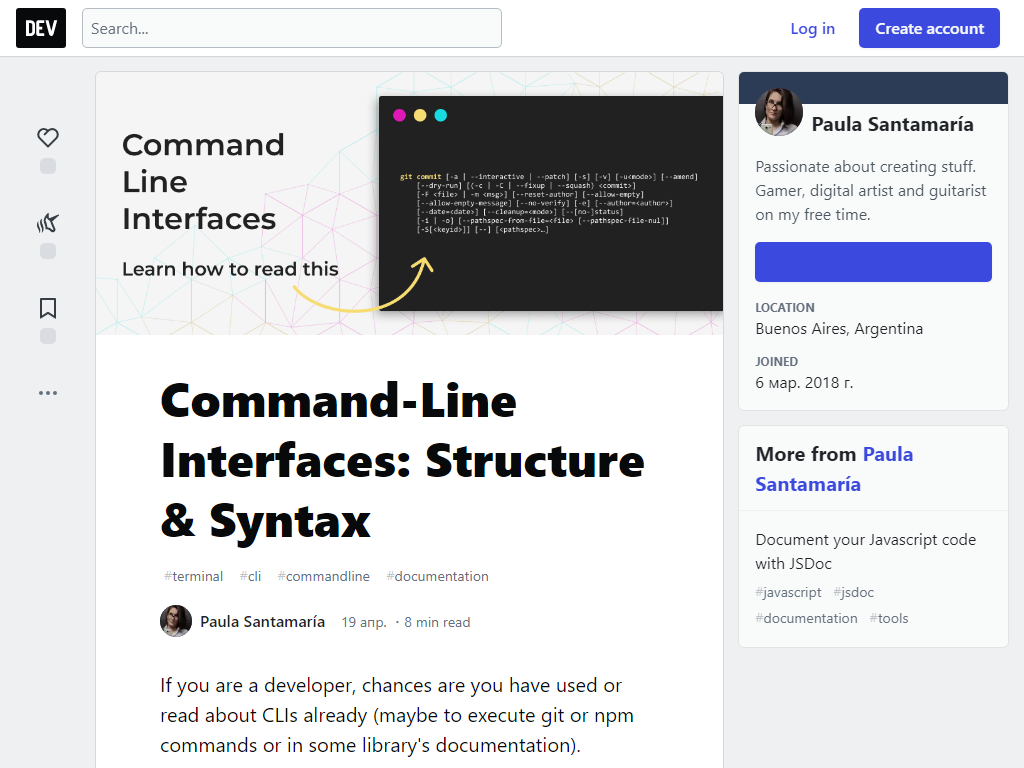 DEV
Search...
Log in
Create account
Command
Line
Interfaces
Learn how to read this
git commit [-a | --interactive | --patch] [-s] [-v] [-u<mode>] [--amend]
[--dry-run] [(-c | -C | --fixup | --squash) <commit>]
[-F <file> | -m <msg>] [--reset-author] [--allow-empty]
[--allow-empty-message] [--no-verify] [-e] [--author=<author>]
[--date=<date>] [--cleanup=<mode>] [--[no-]status]
[-i | -o] [--pathspec-from-file=<file> [--pathspec-file-nul]]
[-S[<keyid>]] [--] [<pathspec>…]
Command-Line
Interfaces: Structure
& Syntax
#terminal #cli #commandline #documentation
Paula Santamaría 19 апр. ・8 min read
If you are a developer, chances are you have used or
read about CLIs already (maybe to execute git or npm
commands or in some library's documentation).
Paula Santamaría
Passionate about creating stuff.
Gamer, digital artist and guitarist
on my free time.
LOCATION
Buenos Aires, Argentina
JOINED
6 мар. 2018 г.
More from Paula
Santamaría
Document your Javascript code
with JSDoc
#javascript #jsdoc
#documentation #tools